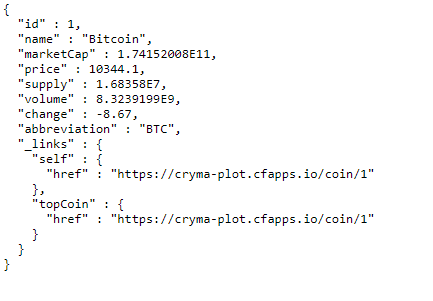 {
  "id" : 1,
  "name" : "Bitcoin",
  "marketCap" : 1.74152008E11,
  "price" : 10344.1,
  "supply" : 1.68358E7,
  "volume" : 8.3239199E9,
  "change" : -8.67,
  "abbreviation" : "BTC",
  "_links" : {
    "self" : {
      "href" : "https://cryma-plot.cfapps.io/coin/1"
    },
    "topCoin" : {
      "href" : "https://cryma-plot.cfapps.io/coin/1"
    }
  }
}